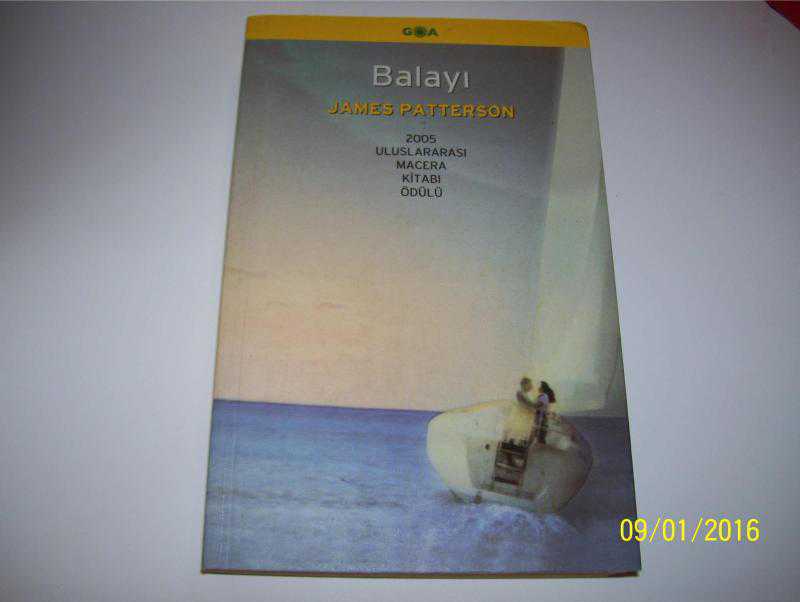 GOA
Balayı
JAMES PATTERSON
2005
ULUSLARARASI
MACERA
KİTABI
ÖDÜLÜ
09/01/2016